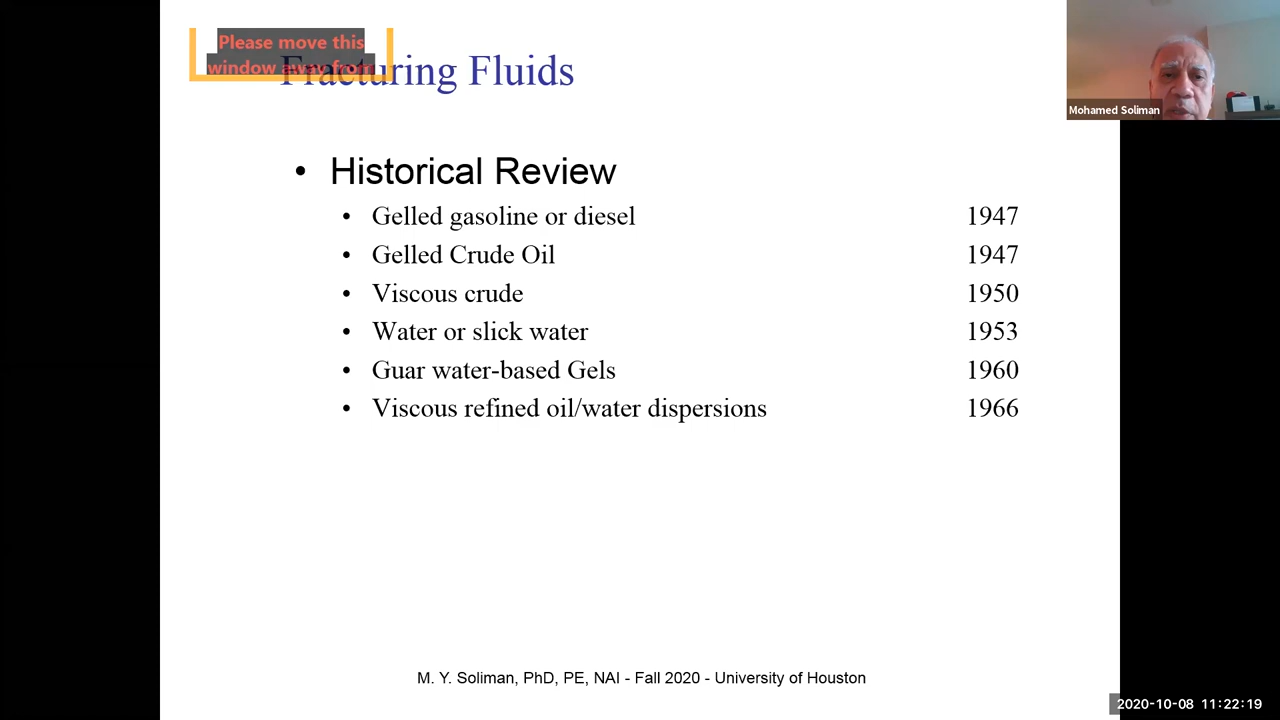 Please move this
window away from
Fracturing Fluids
Mohamed Soliman
• Historical Review
• Gelled gasoline or diesel 1947
• Gelled Crude Oil 1947
• Viscous crude 1950
• Water or slick water 1953
• Guar water-based Gels 1960
• Viscous refined oil/water dispersions 1966
M. Y. Soliman, PhD, PE, NAI - Fall 2020 - University of Houston
2020-10-08 11:22:19